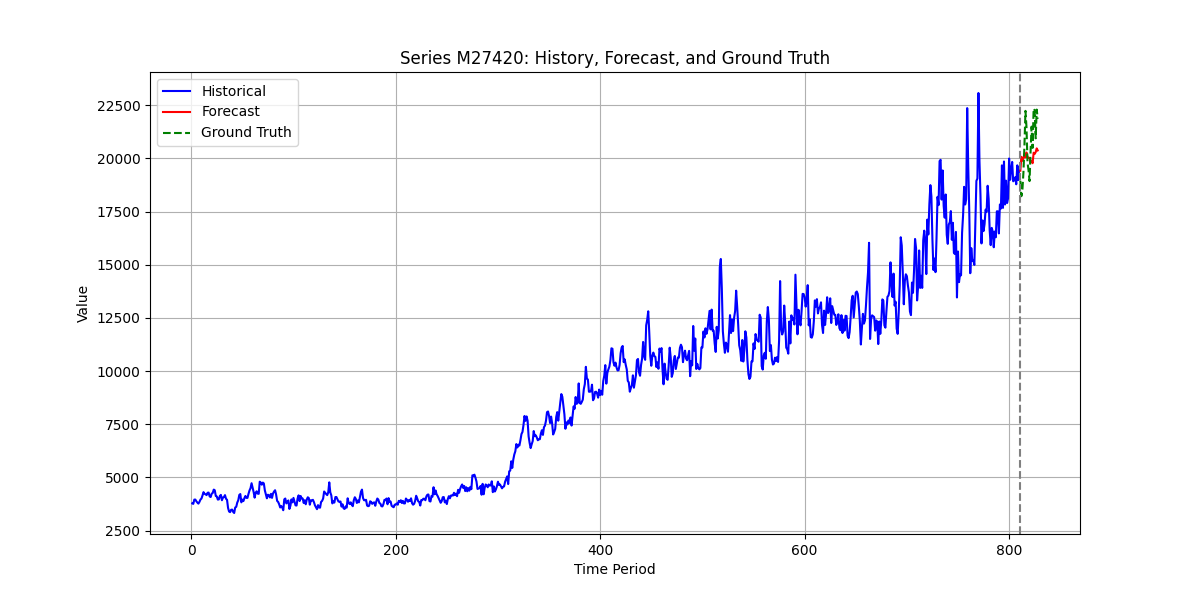 Series M27420: History, Forecast, and Ground Truth
Historical
Forecast
Ground Truth
22500
20000
17500
15000
12500
10000
7500
5000
2500
Value
0 200 400 600 800
Time Period